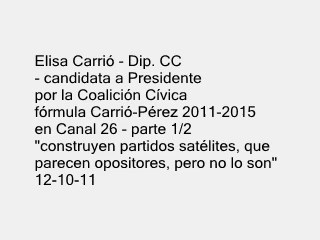 Elisa Carrió - Dip. CC
- candidata a Presidente
por la Coalición Cívica
fórmula Carrió-Pérez 2011-2015
en Canal 26 - parte 1/2
"construyen partidos satélites, que
parecen opositores, pero no lo son"
12-10-11